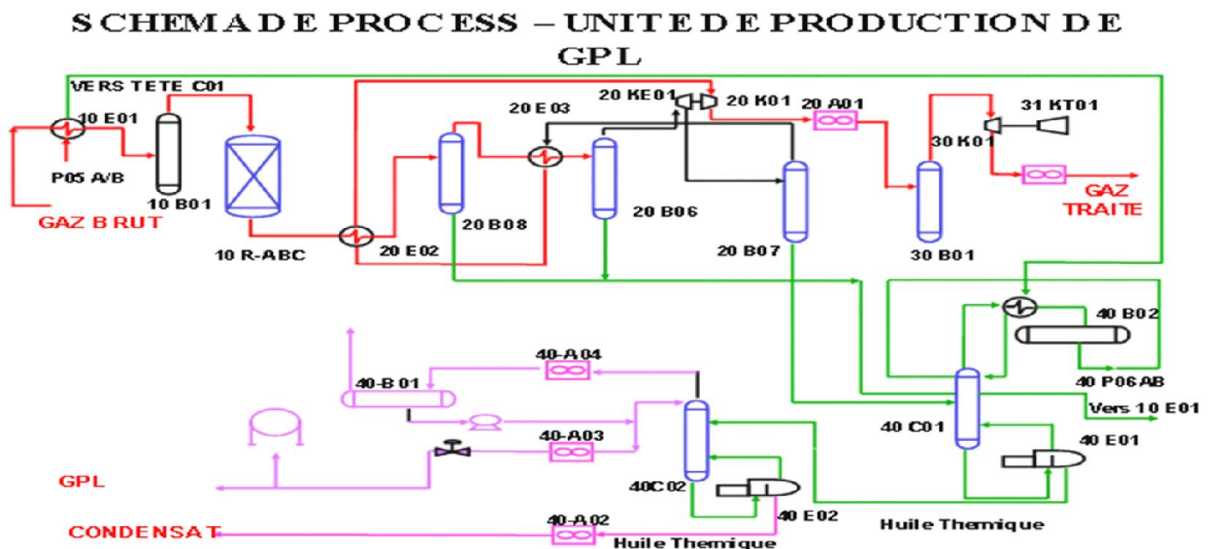 SCHEMA DE PROCESS – UNITE DE PRODUCTION DE
GPL
VERS TETE C01
10 E01
P05 A/B
10 B01
GAZ BRUT
10 R-ABC
20 E02
20 B08
20 E03
20 B06
20 KE01
20 K01
20 A01
20 B07
30 B01
30 K01
31 KT01
GAZ
TRAITE
40 B02
40 P06 AB
Vers 10 E01
40 C01
40 E01
Huile Thermique
40-A04
40-B01
40-A03
40C02
40 E02
GPL
CONDENSAT
40-A02
Huile Thermique